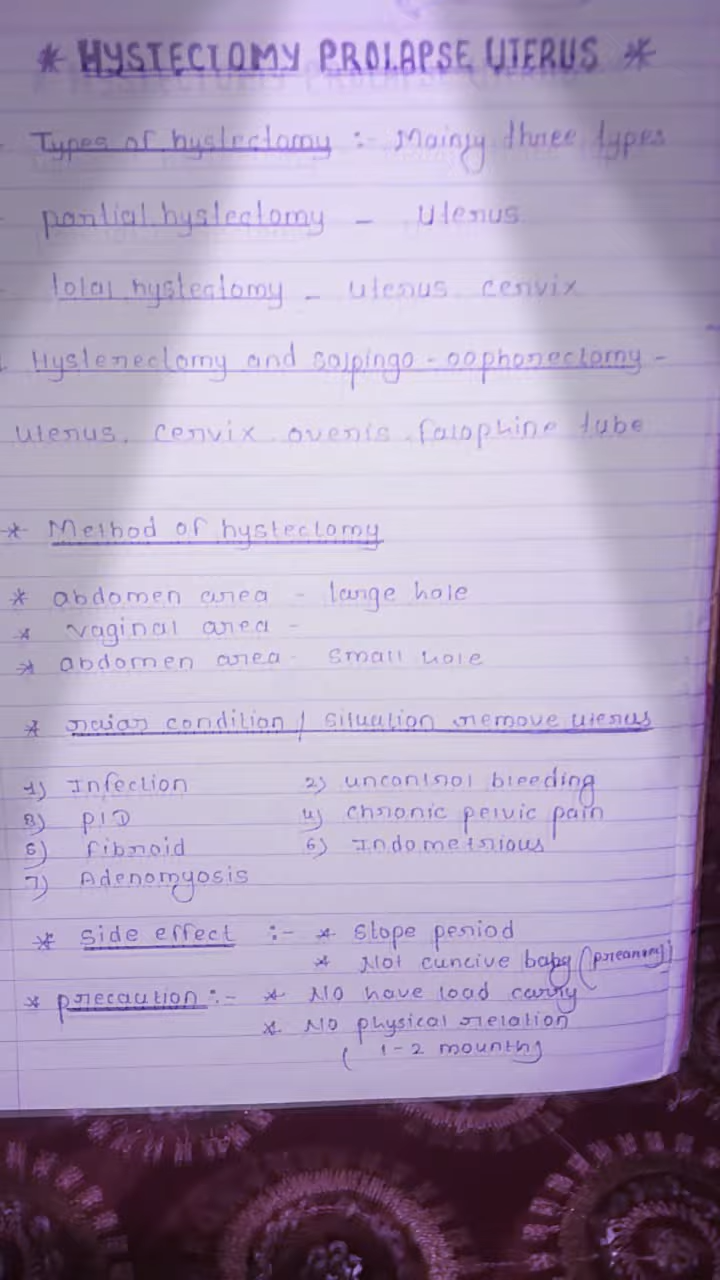 * HYSTECTOMY PROLAPSE UTERUS *
Types of hystectomy :- Mainly three types
partial hystectomy - Uterus
total hystectomy - uterus cervix
Hysterectomy and salpingo - oophorectomy -
uterus, cervix, overis, falophine tube
* Method of hystectomy
* abdomen area - large hole
* vaginal area -
* abdomen area - small hole
* condition / situation remove uterus
1) Infection 2) uncontrol bleeding
3) PID 4) chronic pelvic pain
5) Fibroid 6) Indometrious
7) Adenomyosis
* Side effect :- * Stope period
* Not cuncive baby
* precaution :- * NO have load carry
* NO physical relation
( 1-2 mounth)